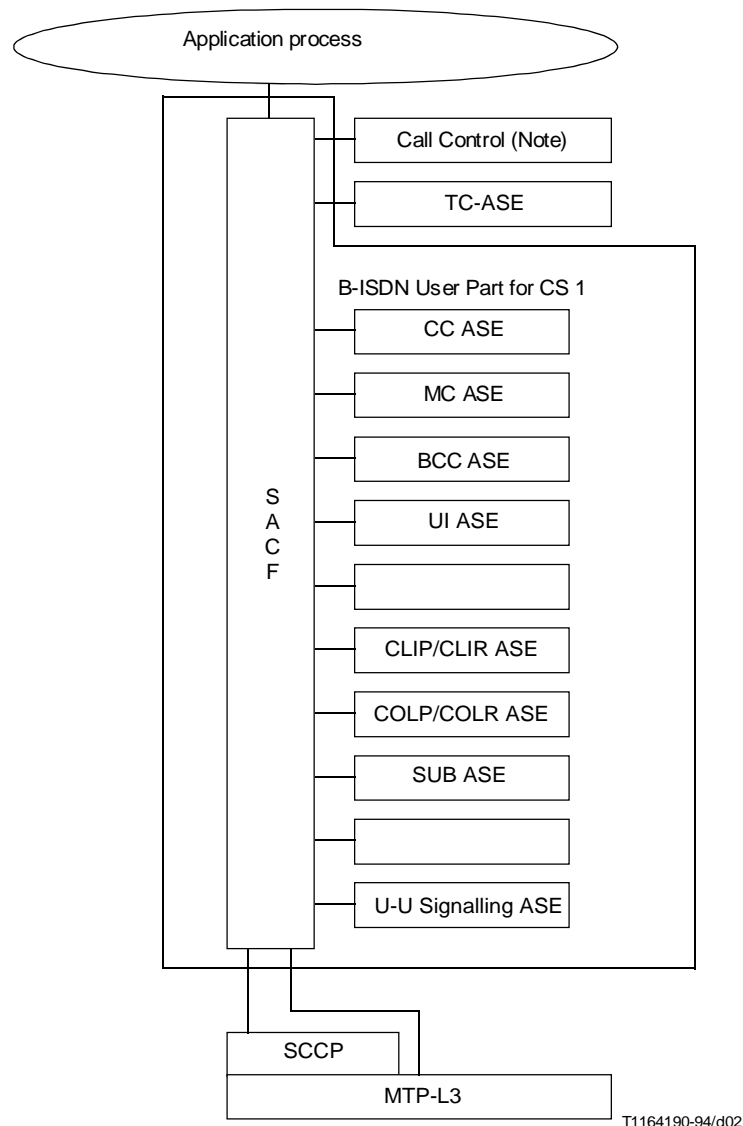 Application process
Call Control (Note)
TC-ASE
B-ISDN User Part for CS 1
CC ASE
MC ASE
BCC ASE
S
A
C
F
UI ASE
CLIP/CLIR ASE
COLP/COLR ASE
SUB ASE
U-U Signalling ASE
SCCP
MTP-L3
T1164190-94/d02